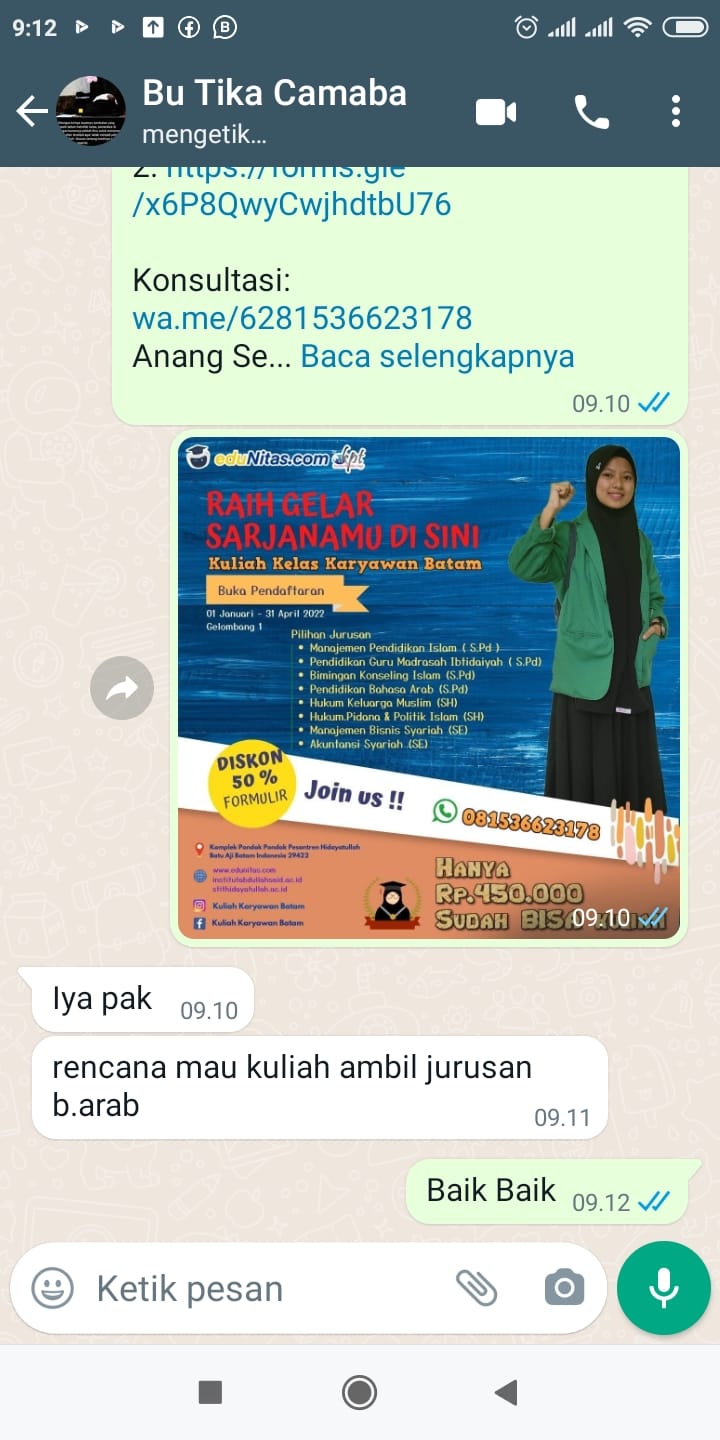 9:12
Bu Tika Camaba
mengetik...
2. https://forms.gle
/x6P8QwyCwjhdtbU76
Konsultasi:
wa.me/6281536623178
Anang Se... Baca selengkapnya
09.10
eduNitas.com
RAIH GELAR
SARJANAMU DI SINI
Kuliah Kelas Karyawan Batam
Buka Pendaftaran
01 Januari - 31 April 2022
Gelombang 1
Pilihan Jurusan
• Manajemen Pendidikan Islam ( S.Pd )
• Pendidikan Guru Madrasah Ibtidaiyah ( S.Pd)
• Bimingan Konseling Islam (S.Pd)
• Pendidikan Bahasa Arab (S.Pd)
• Hukum Keluarga Muslim (SH)
• Hukum.Pidana & Politik Islam (SH)
• Manajemen Bisnis Syariah (SE)
• Akuntansi Syariah (SE)
DISKON
50 %
FORMULIR
Join us !!
081536623178
Komplek Pondok Pondok Pesantren Hidayatullah
Batu Aji Batam Indonesia 29422
www.edunitas.com
institutabdullahsaid.ac.id
stithidayatullah.ac.id
Kuliah Karyawan Batam
Kuliah Karyawan Batam
HANYA
RP.450.000
SUDAH BISA
09.10
Iya pak 09.10
rencana mau kuliah ambil jurusan
b.arab
09.11
Baik Baik 09.12
Ketik pesan